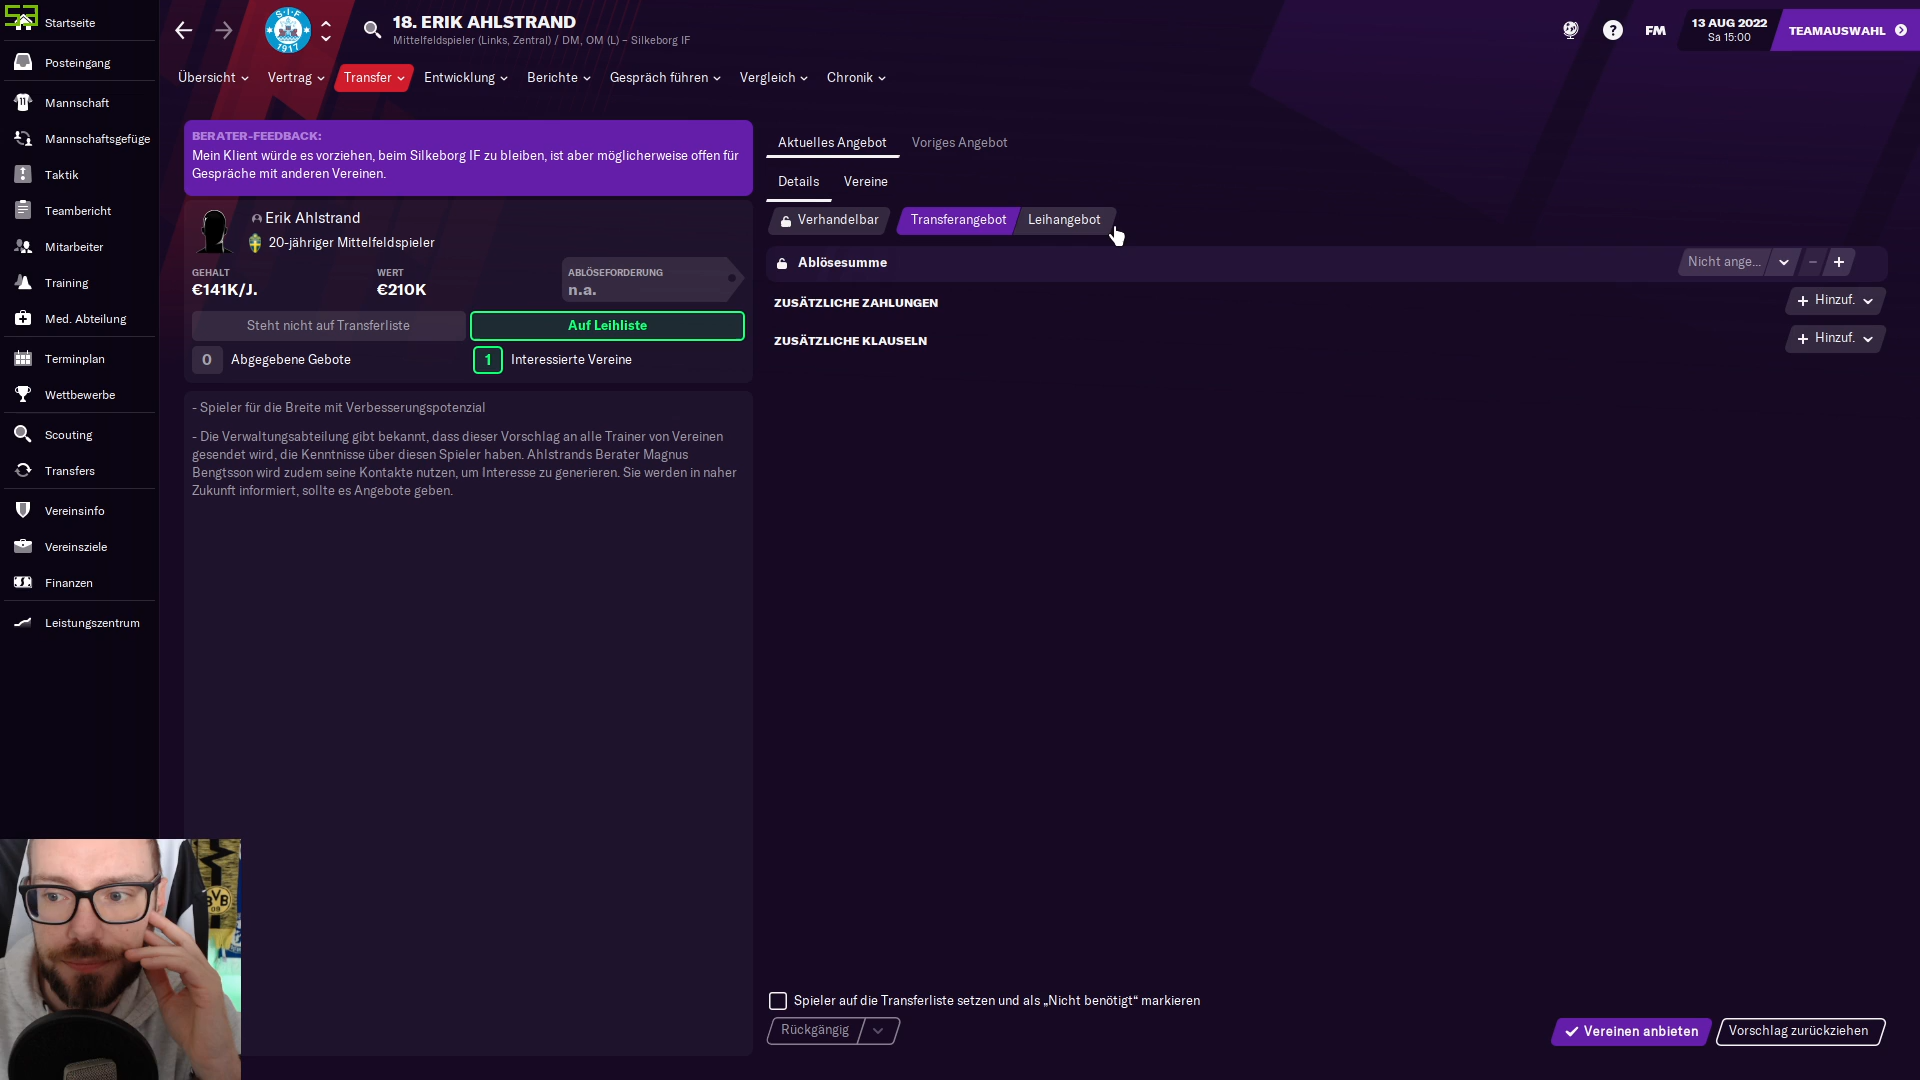 Startseite
Posteingang
Mannschaft
Mannschaftsgefüge
Taktik
Teambericht
Mitarbeiter
Training
Med. Abteilung
Terminplan
Wettbewerbe
Scouting
Transfers
Vereinsinfo
Vereinsziele
Finanzen
Leistungszentrum
S·I·F
1917
18. ERIK AHLSTRAND
Mittelfeldspieler (Links, Zentral) / DM, OM (L) – Silkeborg IF
FM
13 AUG 2022
Sa 15:00
TEAMAUSWAHL
Übersicht
Vertrag
Transfer
Entwicklung
Berichte
Gespräch führen
Vergleich
Chronik
BERATER-FEEDBACK:
Mein Klient würde es vorziehen, beim Silkeborg IF zu bleiben, ist aber möglicherweise offen für
Gespräche mit anderen Vereinen.
Erik Ahlstrand
20-jähriger Mittelfeldspieler
GEHALT
€141K/J.
WERT
€210K
ABLÖSEFORDERUNG
n.a.
Steht nicht auf Transferliste
Auf Leihliste
0 Abgegebene Gebote
1 Interessierte Vereine
- Spieler für die Breite mit Verbesserungspotenzial
- Die Verwaltungsabteilung gibt bekannt, dass dieser Vorschlag an alle Trainer von Vereinen
gesendet wird, die Kenntnisse über diesen Spieler haben. Ahlstrands Berater Magnus
Bengtsson wird zudem seine Kontakte nutzen, um Interesse zu generieren. Sie werden in naher
Zukunft informiert, sollte es Angebote geben.
Aktuelles Angebot
Voriges Angebot
Details
Vereine
Verhandelbar
Transferangebot
Leihangebot
Ablösesumme
Nicht ange...
ZUSÄTZLICHE ZAHLUNGEN
+ Hinzuf.
ZUSÄTZLICHE KLAUSELN
+ Hinzuf.
Spieler auf die Transferliste setzen und als „Nicht benötigt“ markieren
Rückgängig
Vereinen anbieten
Vorschlag zurückziehen
BVB
09